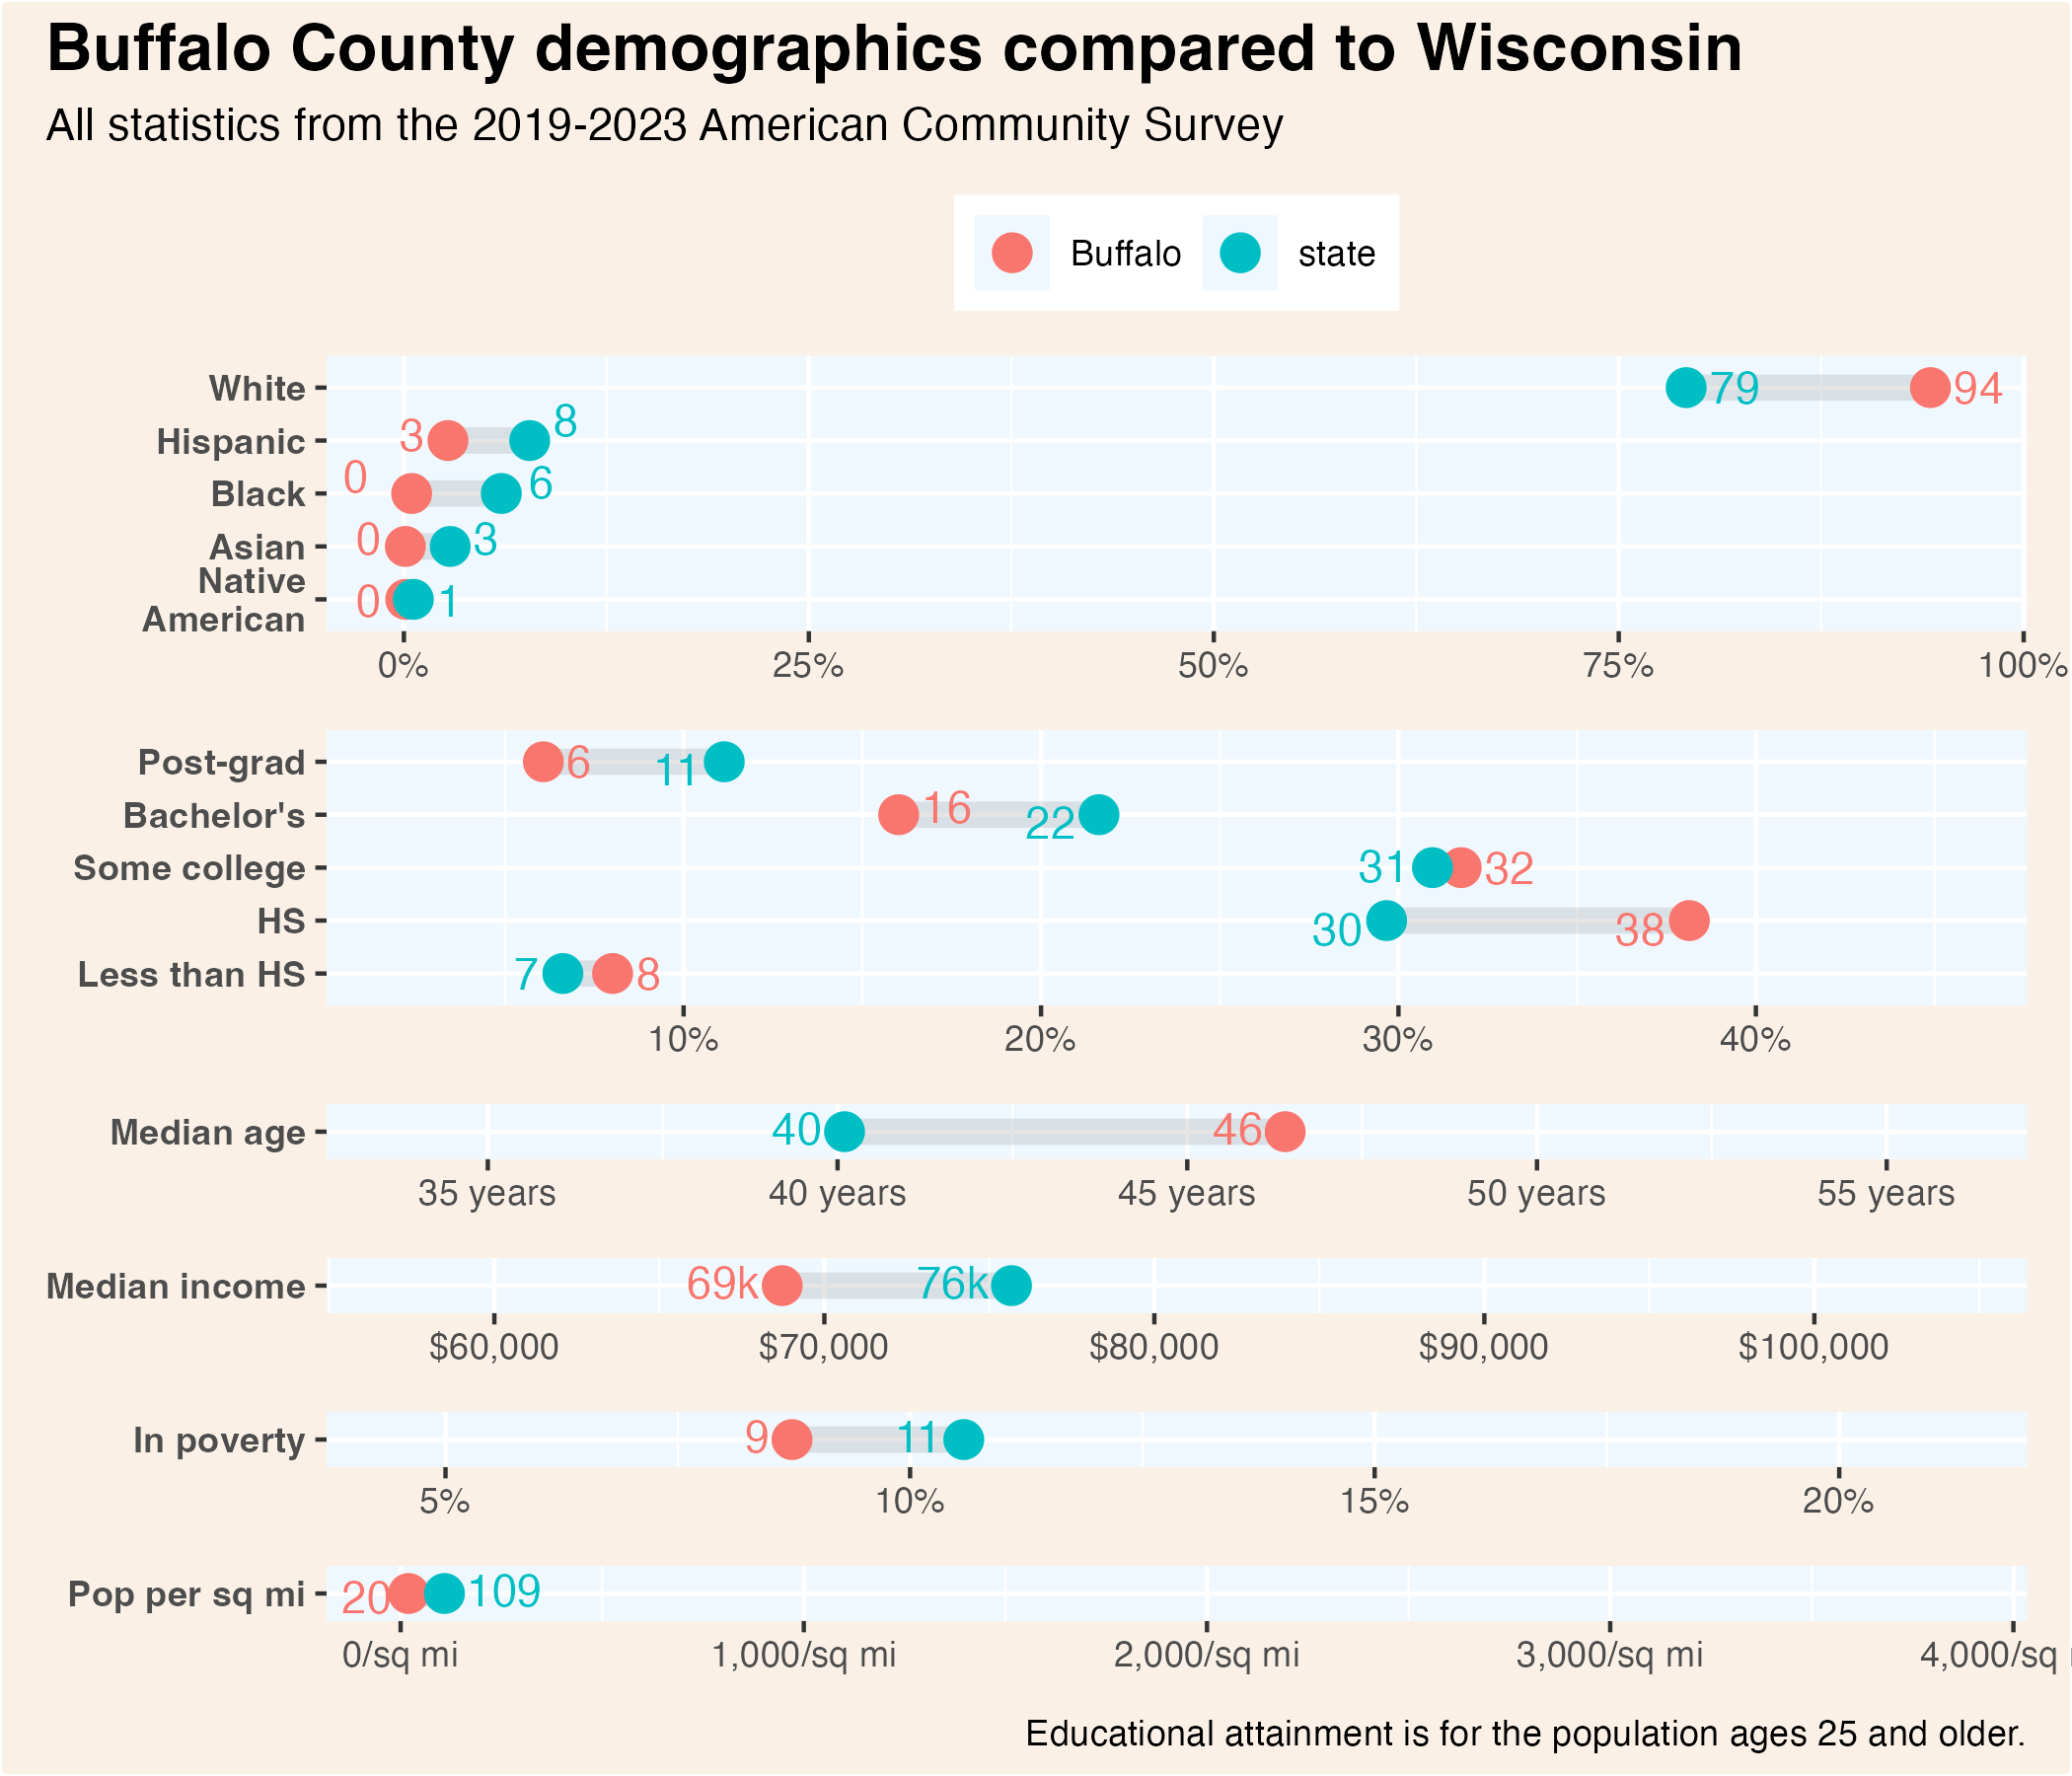 Buffalo County demographics compared to Wisconsin
All statistics from the 2019-2023 American Community Survey
Buffalo state
White 79 94
Hispanic 3 8
Black 0 6
Asian 0 3
Native
American 0 1
0% 25% 50% 75% 100%
Post-grad 6 11
Bachelor's 16 22
Some college 31 32
HS 30 38
Less than HS 7 8
10% 20% 30% 40%
Median age 40 46
35 years 40 years 45 years 50 years 55 years
Median income 69k 76k
$60,000 $70,000 $80,000 $90,000 $100,000
In poverty 9 11
5% 10% 15% 20%
Pop per sq mi 20 109
0/sq mi 1,000/sq mi 2,000/sq mi 3,000/sq mi 4,000/sq
Educational attainment is for the population ages 25 and older.